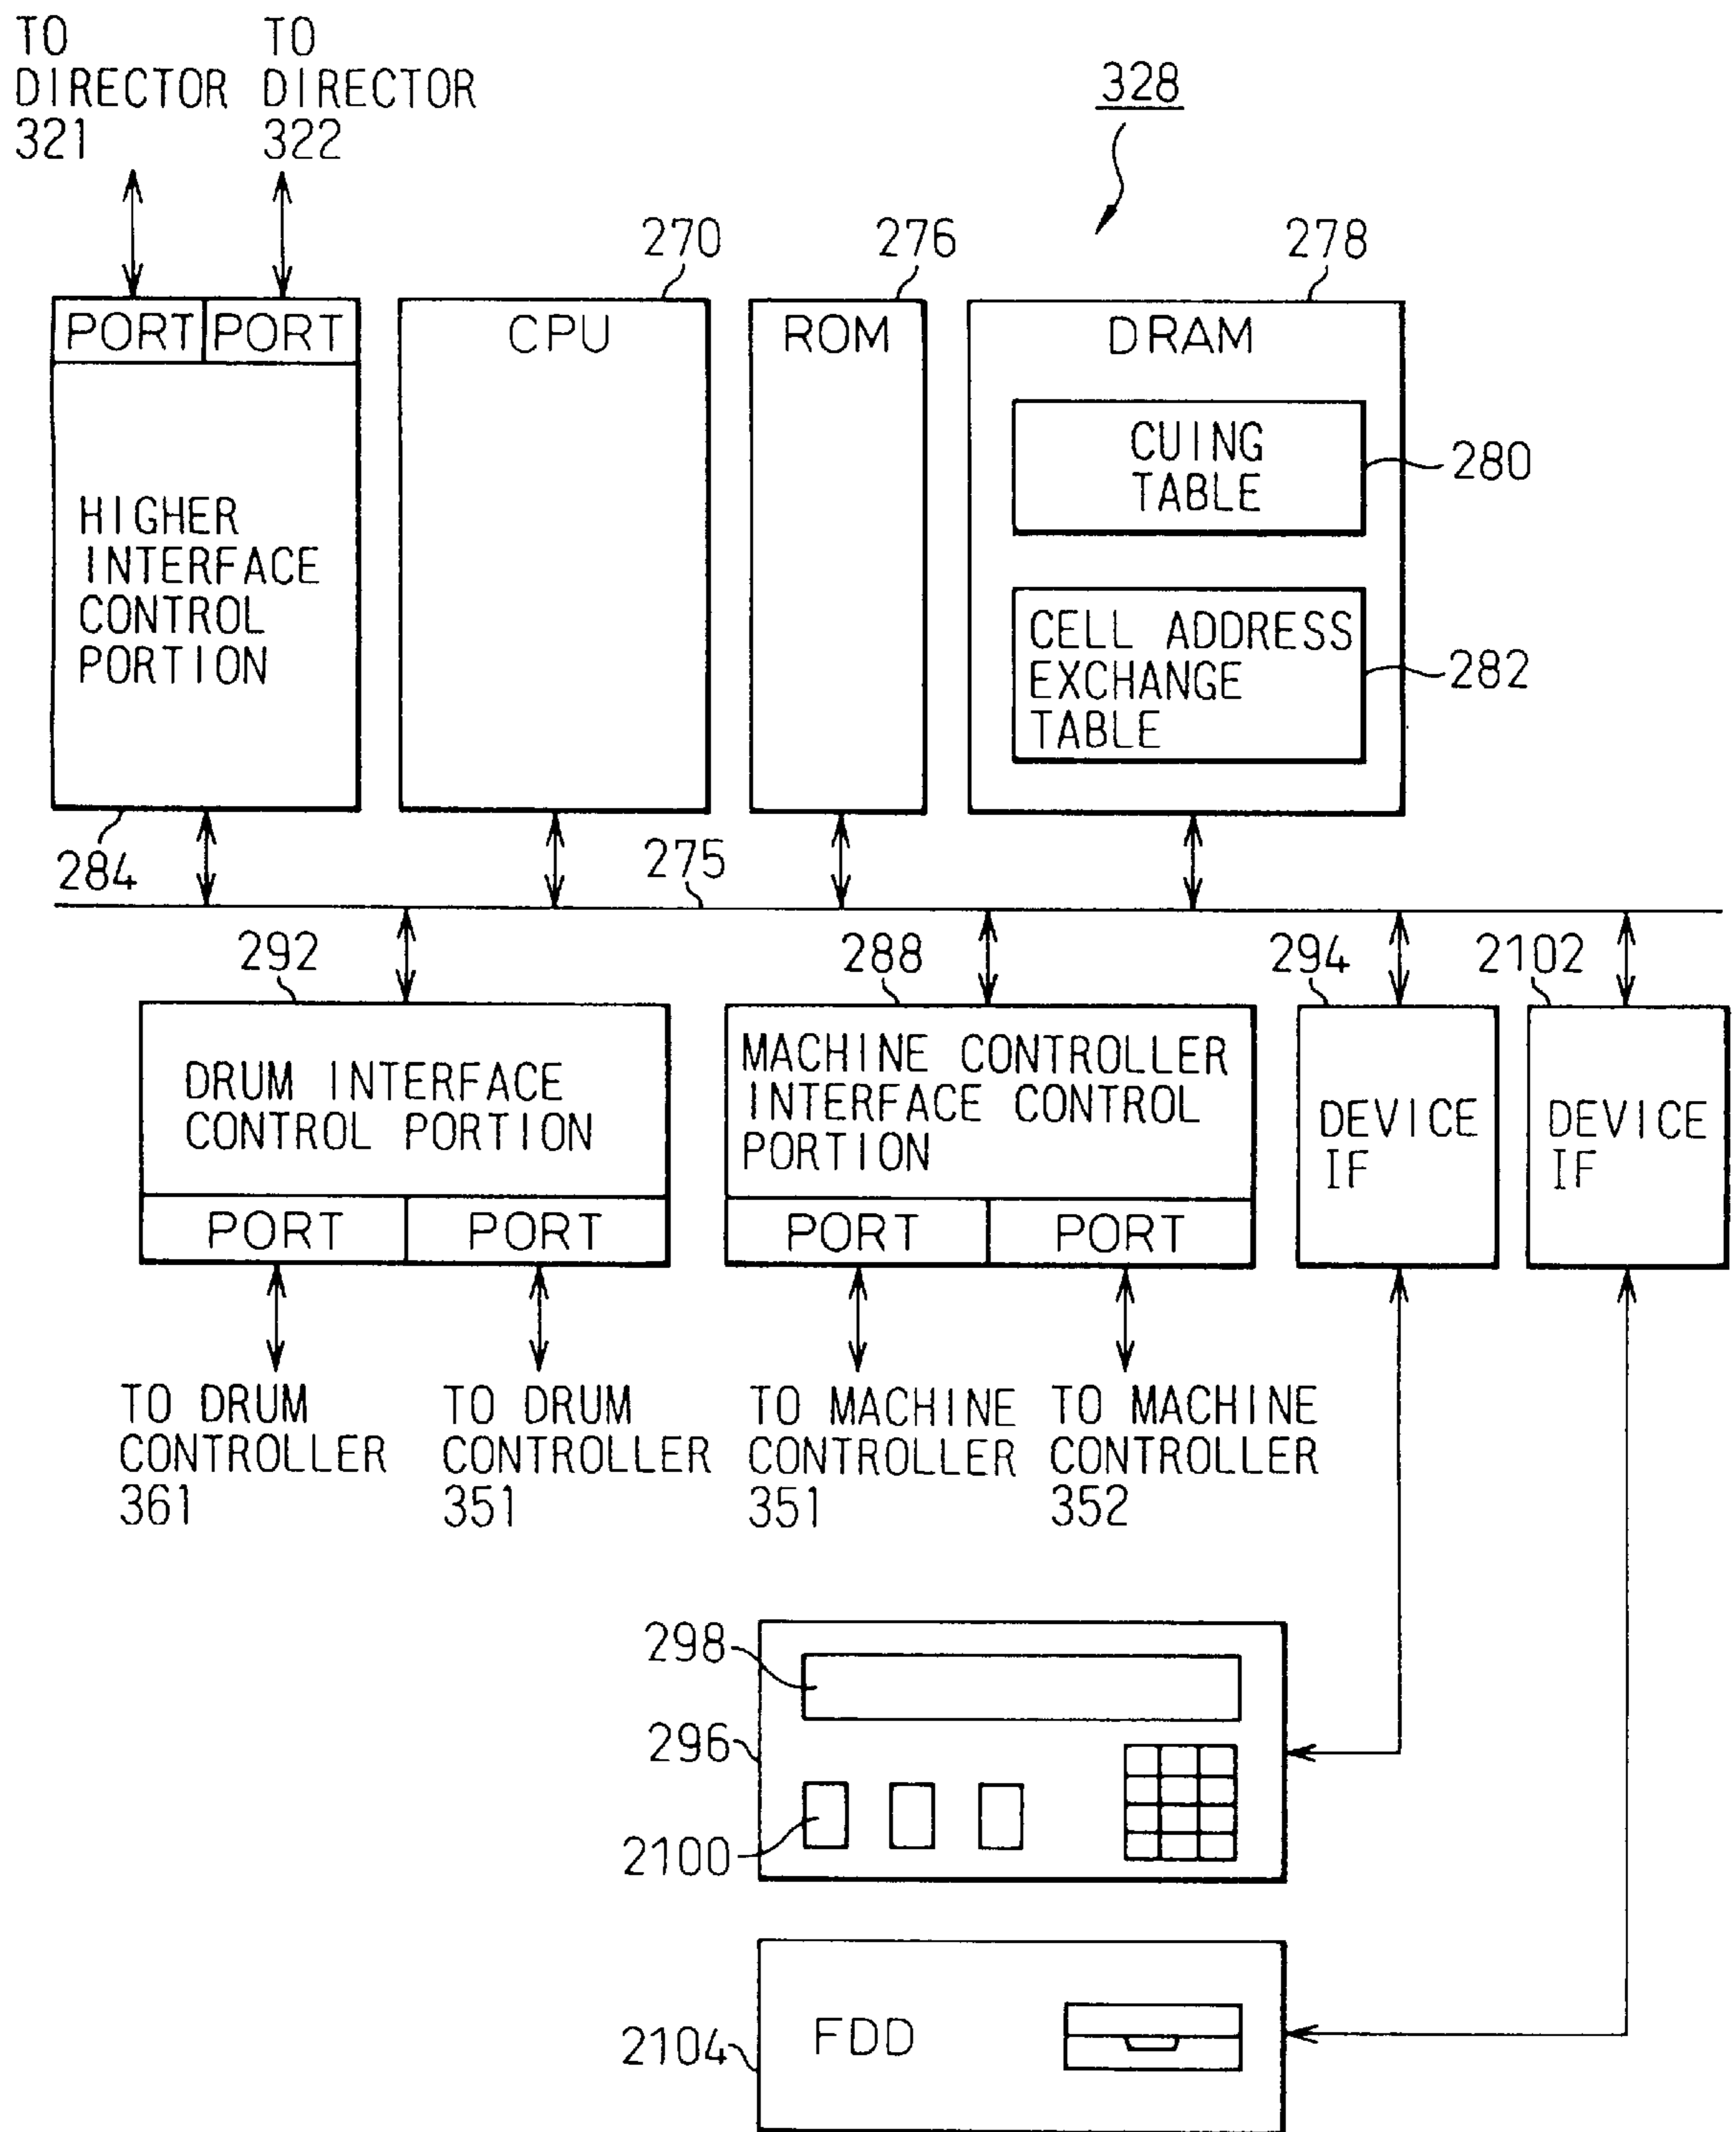 TO
DIRECTOR
321
TO
DIRECTOR
322
328
270
276
278
PORT
PORT
CPU
ROM
DRAM
HIGHER
INTERFACE
CONTROL
PORTION
CUING
TABLE
280
CELL ADDRESS
EXCHANGE
TABLE
282
284
275
292
288
294
2102
DRUM INTERFACE
CONTROL PORTION
MACHINE CONTROLLER
INTERFACE CONTROL
PORTION
DEVICE
IF
DEVICE
IF
PORT
PORT
PORT
PORT
TO DRUM
CONTROLLER
361
TO DRUM
CONTROLLER
351
TO MACHINE
CONTROLLER
351
TO MACHINE
CONTROLLER
352
298
296
2100
2104
FDD